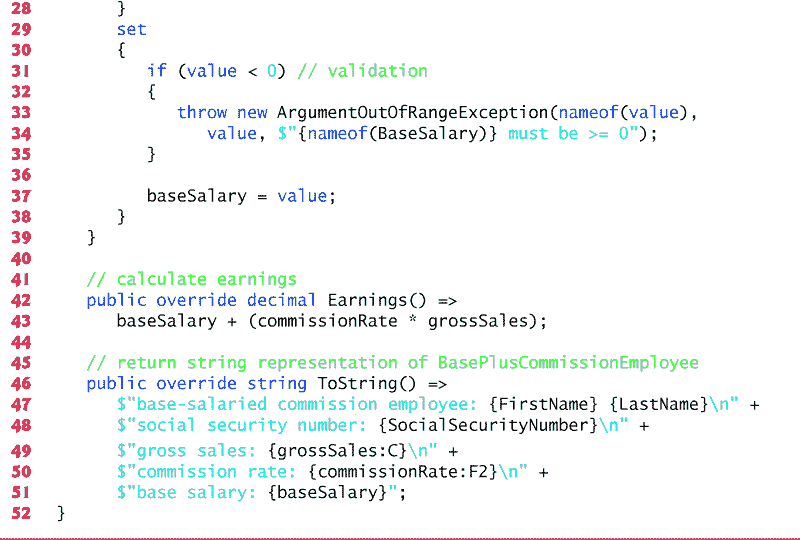 28 }
29 set
30 {
31 if (value < 0) // validation
32 {
33 throw new ArgumentOutOfRangeException(nameof(value),
34 value, $"{nameof(BaseSalary)} must be >= 0");
35 }
36
37 baseSalary = value;
38 }
39 }
40
41 // calculate earnings
42 public override decimal Earnings() =>
43 baseSalary + (commissionRate * grossSales);
44
45 // return string representation of BasePlusCommissionEmployee
46 public override string ToString() =>
47 $"base-salaried commission employee: {FirstName} {LastName}\n" +
48 $"social security number: {SocialSecurityNumber}\n" +
49 $"gross sales: {grossSales:C}\n" +
50 $"commission rate: {commissionRate:F2}\n" +
51 $"base salary: {baseSalary}";
52 }